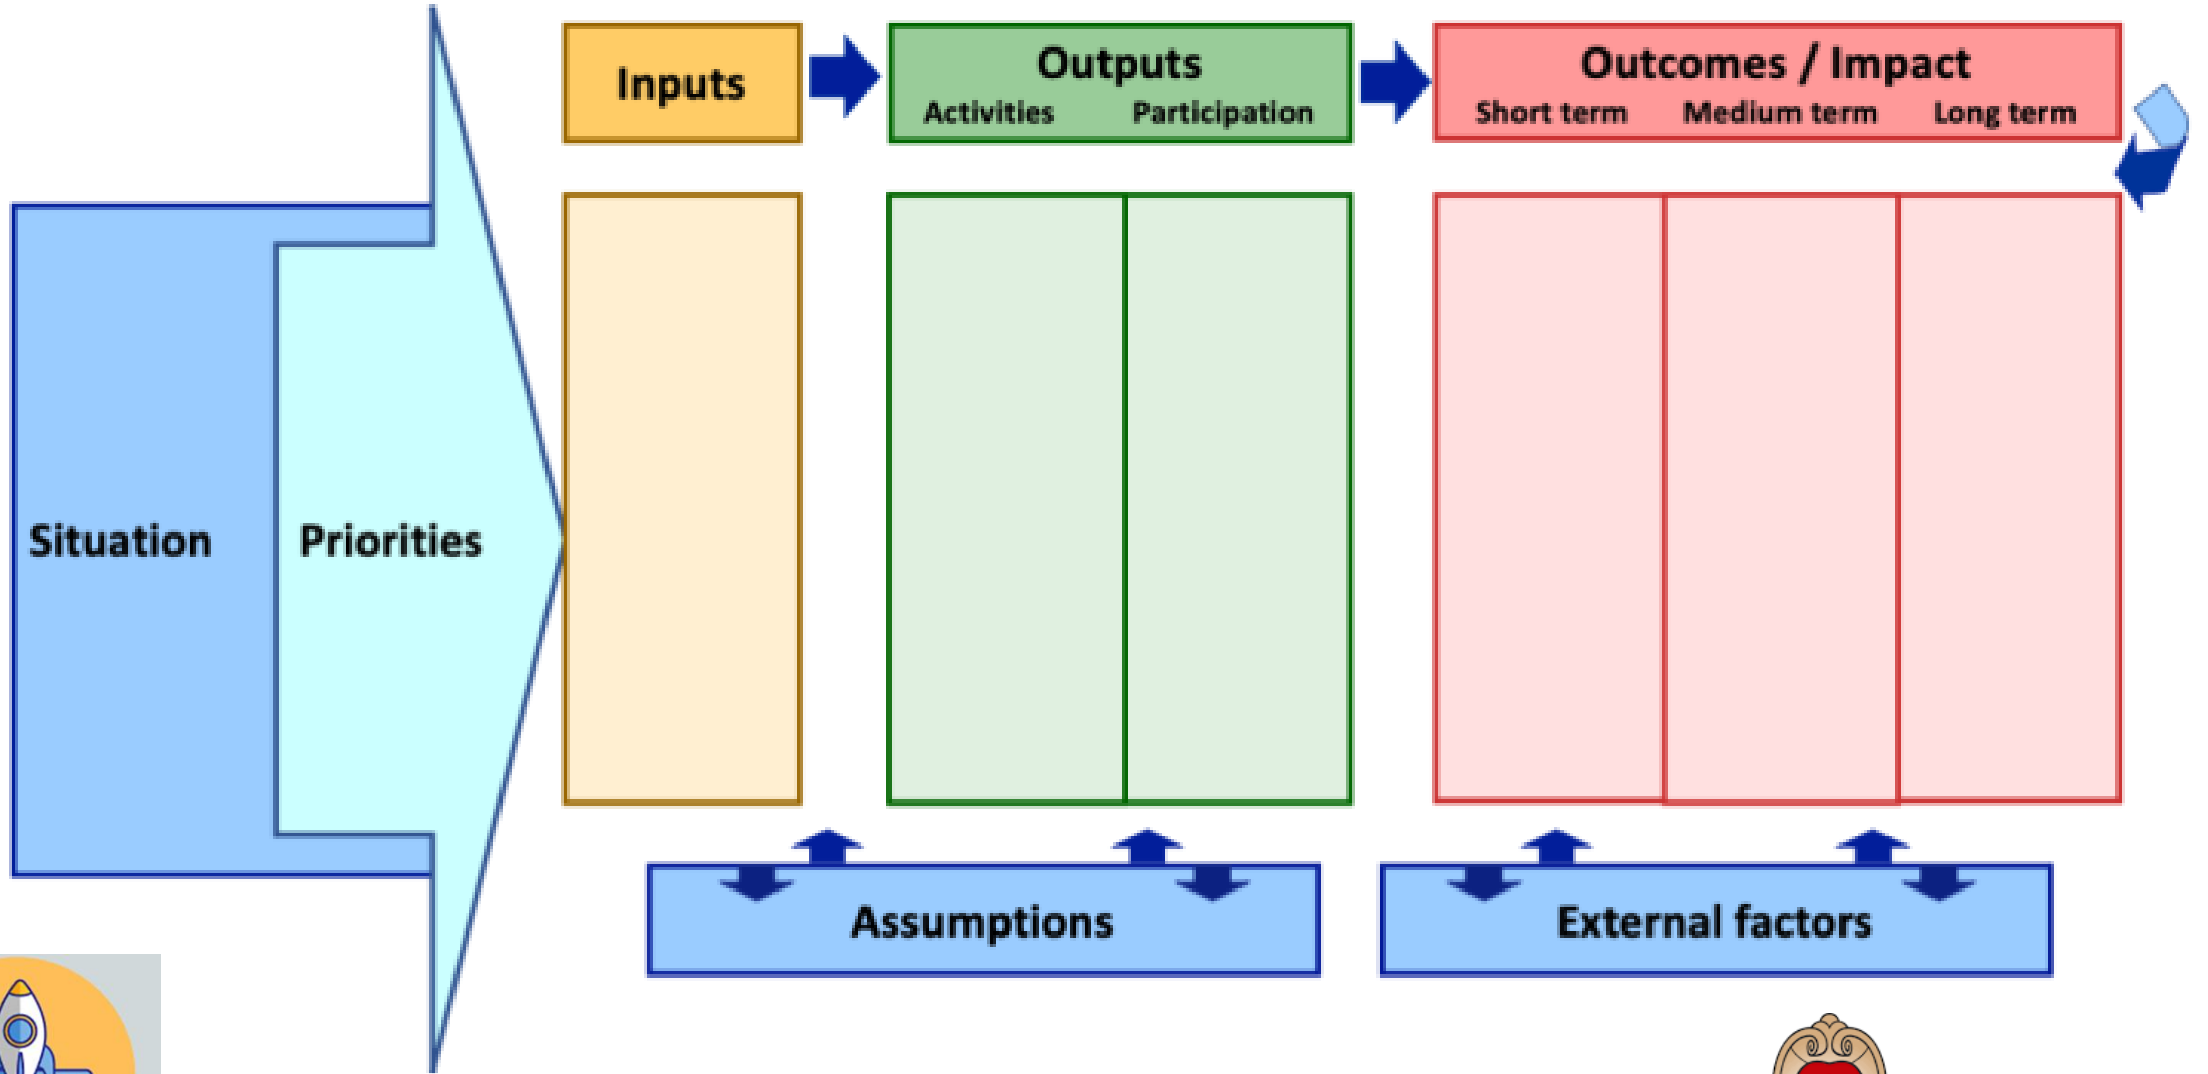 Inputs
Outputs
Activities Participation
Outcomes / Impact
Short term Medium term Long term
Situation
Priorities
Assumptions
External factors